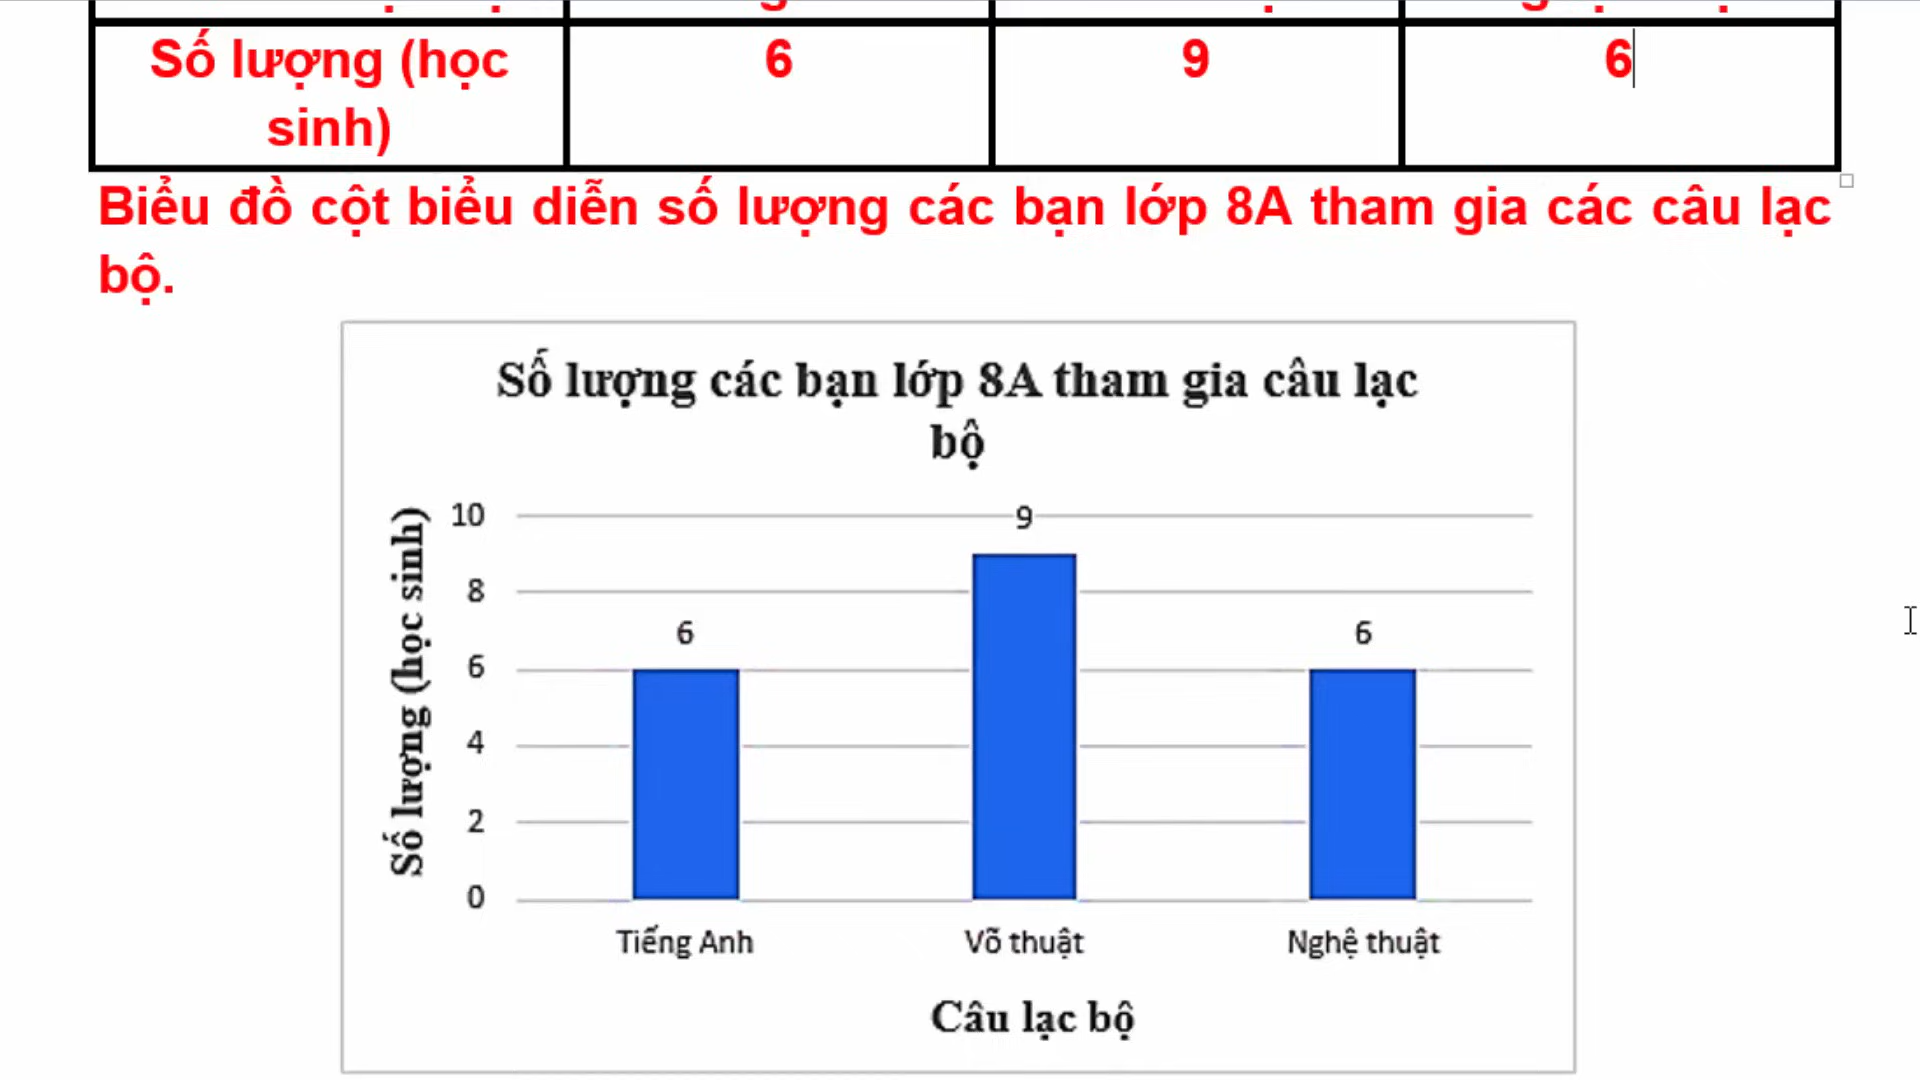 Số lượng (học
sinh)
6
9
6
Biểu đồ cột biểu diễn số lượng các bạn lớp 8A tham gia các câu lạc
bộ.
Số lượng các bạn lớp 8A tham gia câu lạc
bộ
Số lượng (học sinh)
10
8
6
4
2
0
6
9
6
Tiếng Anh
Võ thuật
Nghệ thuật
Câu lạc bộ